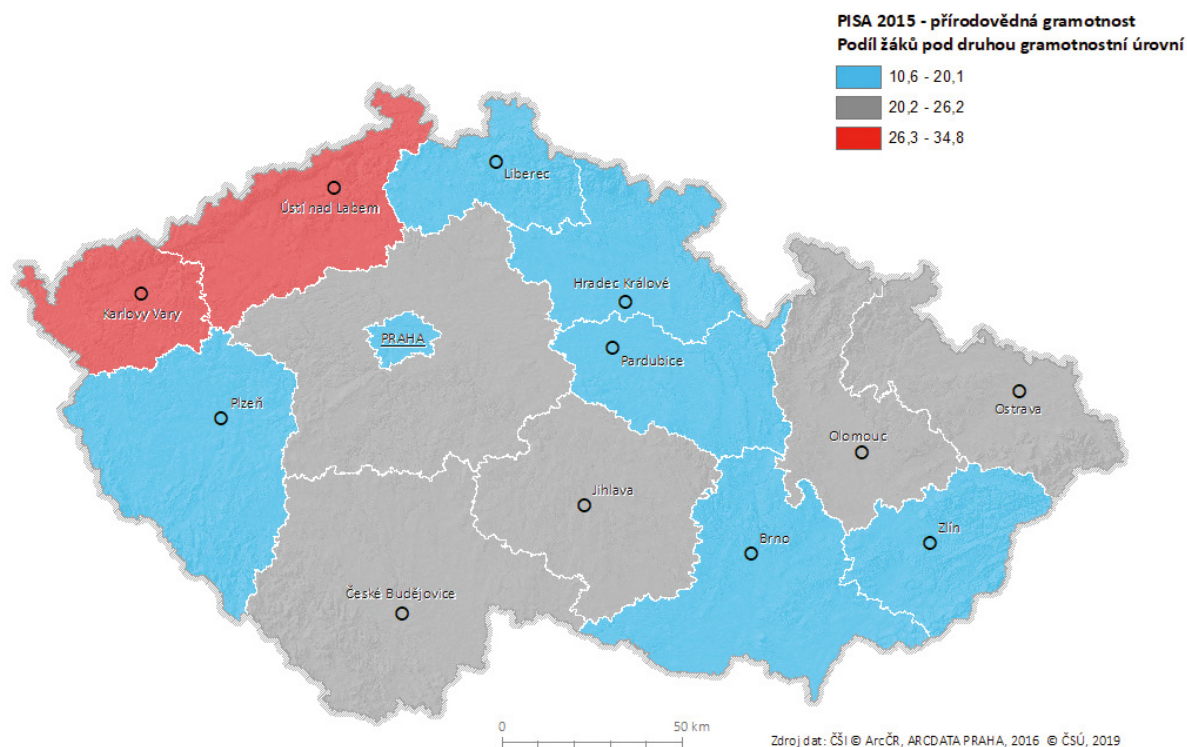 PISA 2015 - přírodovědná gramotnost
Podíl žáků pod druhou gramotnostní úrovní
10,6 - 20,1
20,2 - 26,2
26,3 - 34,8
Liberec
Ústí nad Labem
Karlovy Vary
Hradec Králové
PRAHA
Pardubice
Plzeň
Ostrava
Olomouc
Jihlava
Zlín
Brno
České Budějovice
0 50 km
Zdroj dat: ČŠI © ArcČR, ARCDATA PRAHA, 2016 © ČSÚ, 2019